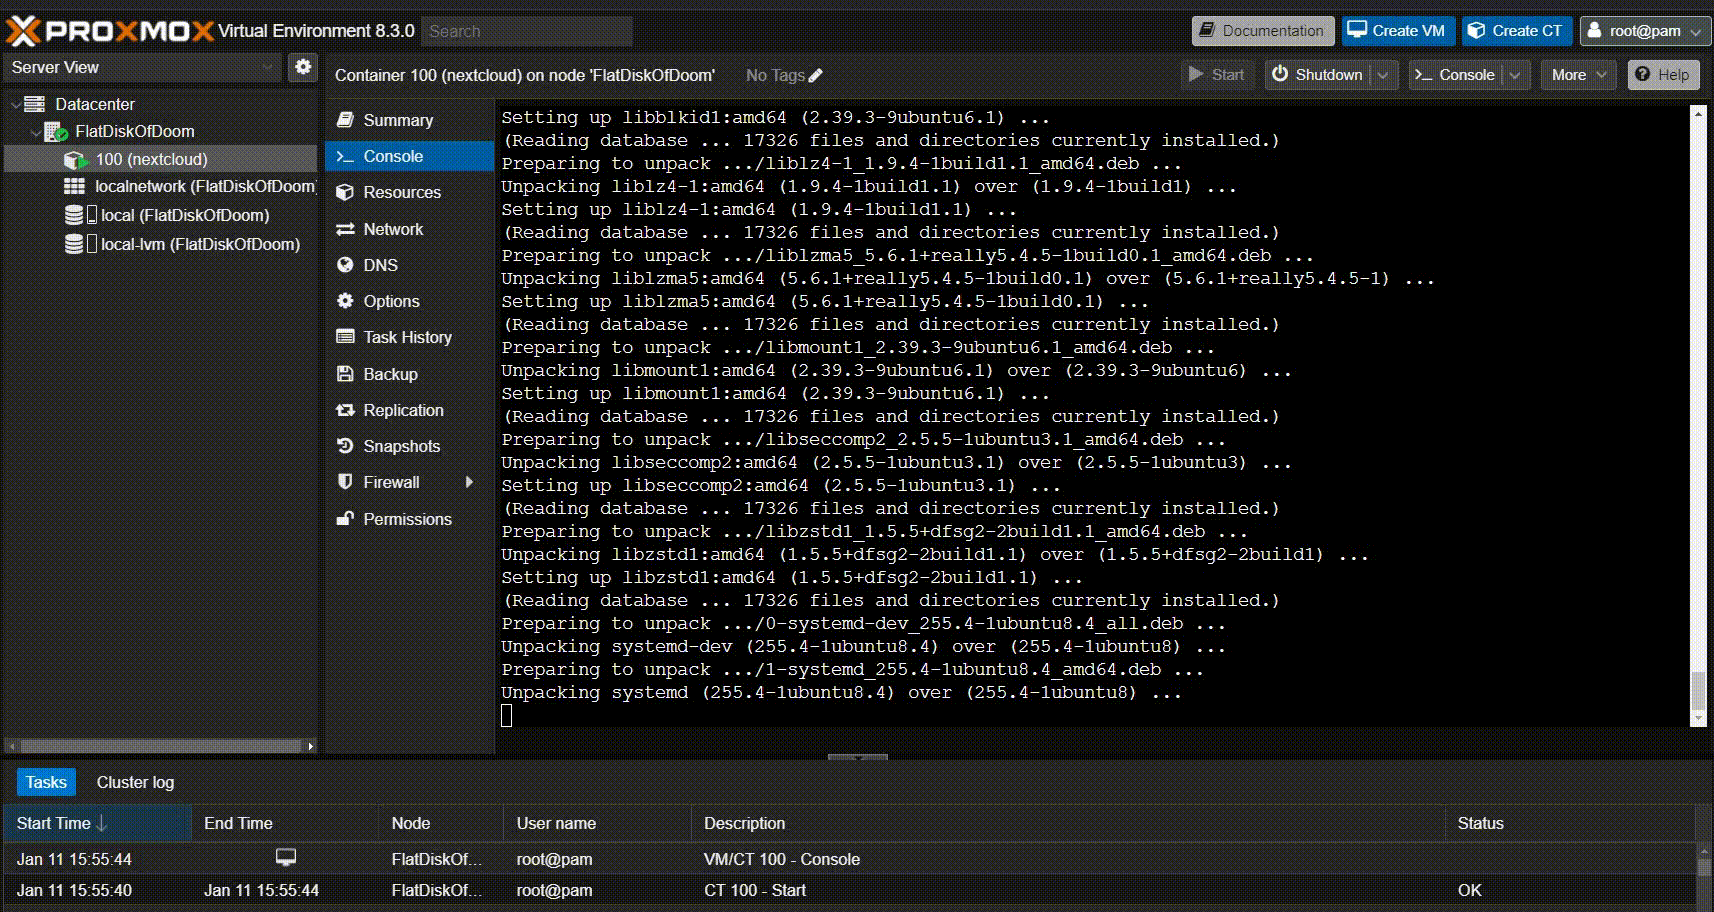 PROXMOX Virtual Environment 8.3.0 Search Documentation Create VM Create CT root@pam
Server View
Container 100 (nextcloud) on node 'FlatDiskOfDoom' No Tags Start Shutdown Console More Help
Datacenter
FlatDiskOfDoom
100 (nextcloud)
localnetwork (FlatDiskOfDoom)
local (FlatDiskOfDoom)
local-lvm (FlatDiskOfDoom)
Summary
Console
Resources
Network
DNS
Options
Task History
Backup
Replication
Snapshots
Firewall
Permissions
Setting up libblkid1:amd64 (2.39.3-9ubuntu6.1) ...
(Reading database ... 17326 files and directories currently installed.)
Preparing to unpack .../liblz4-1_1.9.4-1build1.1_amd64.deb ...
Unpacking liblz4-1:amd64 (1.9.4-1build1.1) over (1.9.4-1build1) ...
Setting up liblz4-1:amd64 (1.9.4-1build1.1) ...
(Reading database ... 17326 files and directories currently installed.)
Preparing to unpack .../liblzma5_5.6.1+really5.4.5-1build0.1_amd64.deb ...
Unpacking liblzma5:amd64 (5.6.1+really5.4.5-1build0.1) over (5.6.1+really5.4.5-1) ...
Setting up liblzma5:amd64 (5.6.1+really5.4.5-1build0.1) ...
(Reading database ... 17326 files and directories currently installed.)
Preparing to unpack .../libmount1_2.39.3-9ubuntu6.1_amd64.deb ...
Unpacking libmount1:amd64 (2.39.3-9ubuntu6.1) over (2.39.3-9ubuntu6) ...
Setting up libmount1:amd64 (2.39.3-9ubuntu6.1) ...
(Reading database ... 17326 files and directories currently installed.)
Preparing to unpack .../libseccomp2_2.5.5-1ubuntu3.1_amd64.deb ...
Unpacking libseccomp2:amd64 (2.5.5-1ubuntu3.1) over (2.5.5-1ubuntu3) ...
Setting up libseccomp2:amd64 (2.5.5-1ubuntu3.1) ...
(Reading database ... 17326 files and directories currently installed.)
Preparing to unpack .../libzstd1_1.5.5+dfsg2-2build1.1_amd64.deb ...
Unpacking libzstd1:amd64 (1.5.5+dfsg2-2build1.1) over (1.5.5+dfsg2-2build1) ...
Setting up libzstd1:amd64 (1.5.5+dfsg2-2build1.1) ...
(Reading database ... 17326 files and directories currently installed.)
Preparing to unpack .../0-systemd-dev_255.4-1ubuntu8.4_all.deb ...
Unpacking systemd-dev (255.4-1ubuntu8.4) over (255.4-1ubuntu8) ...
Preparing to unpack .../1-systemd_255.4-1ubuntu8.4_amd64.deb ...
Unpacking systemd (255.4-1ubuntu8.4) over (255.4-1ubuntu8) ...
Tasks Cluster log
Start Time End Time Node User name Description Status
Jan 11 15:55:44 FlatDiskOf... root@pam VM/CT 100 - Console
Jan 11 15:55:40 Jan 11 15:55:44 FlatDiskOf... root@pam CT 100 - Start OK